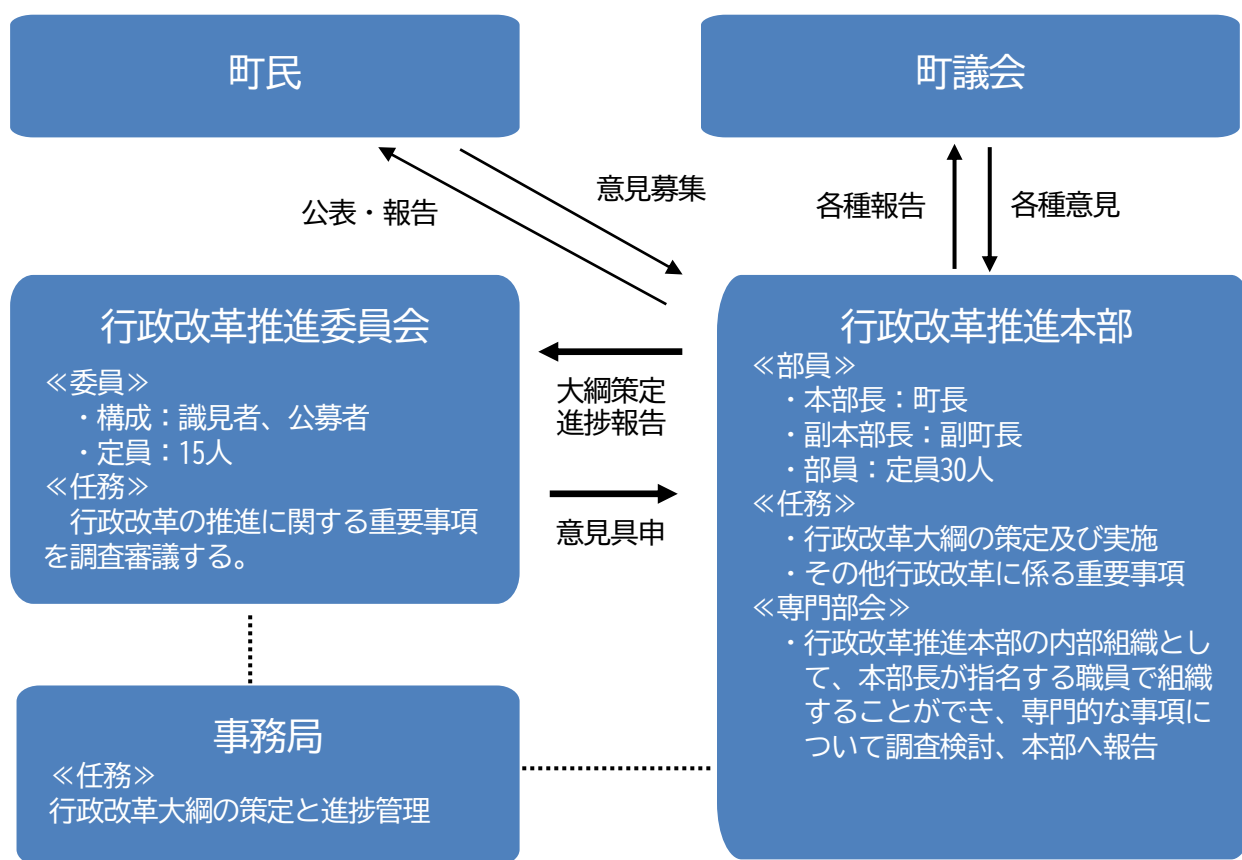 町民
町議会
公表・報告
意見募集
各種報告
各種意見
行政改革推進委員会
≪委員≫
・構成：識見者、公募者
・定員：15人
≪任務≫
行政改革の推進に関する重要事項
を調査審議する。
大綱策定
進捗報告
意見具申
行政改革推進本部
≪部員≫
・本部長：町長
・副本部長：副町長
・部員：定員30人
≪任務≫
・行政改革大綱の策定及び実施
・その他行政改革に係る重要事項
≪専門部会≫
・行政改革推進本部の内部組織とし
て、本部長が指名する職員で組織
することができ、専門的な事項に
ついて調査検討、本部へ報告
事務局
≪任務≫
行政改革大綱の策定と進捗管理